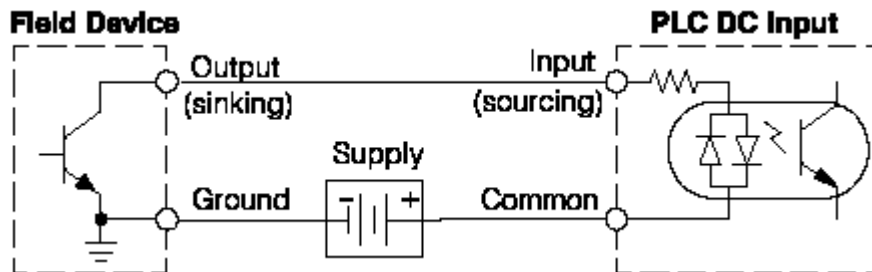 Field Device
PLC DC Input
Output
(sinking)
Input
(sourcing)
Supply
- +
Ground
Common